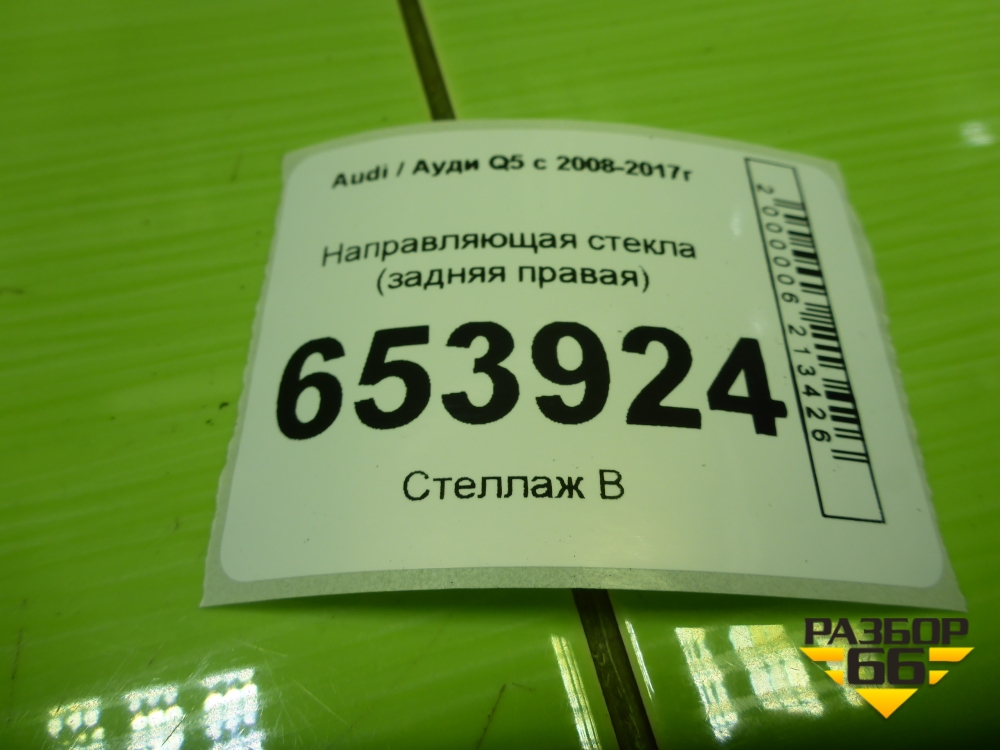 Audi / Ауди Q5 с 2008-2017г
Направляющая стекла
(задняя правая)
653924
Стеллаж В
2000006213426
РАЗБОР
66